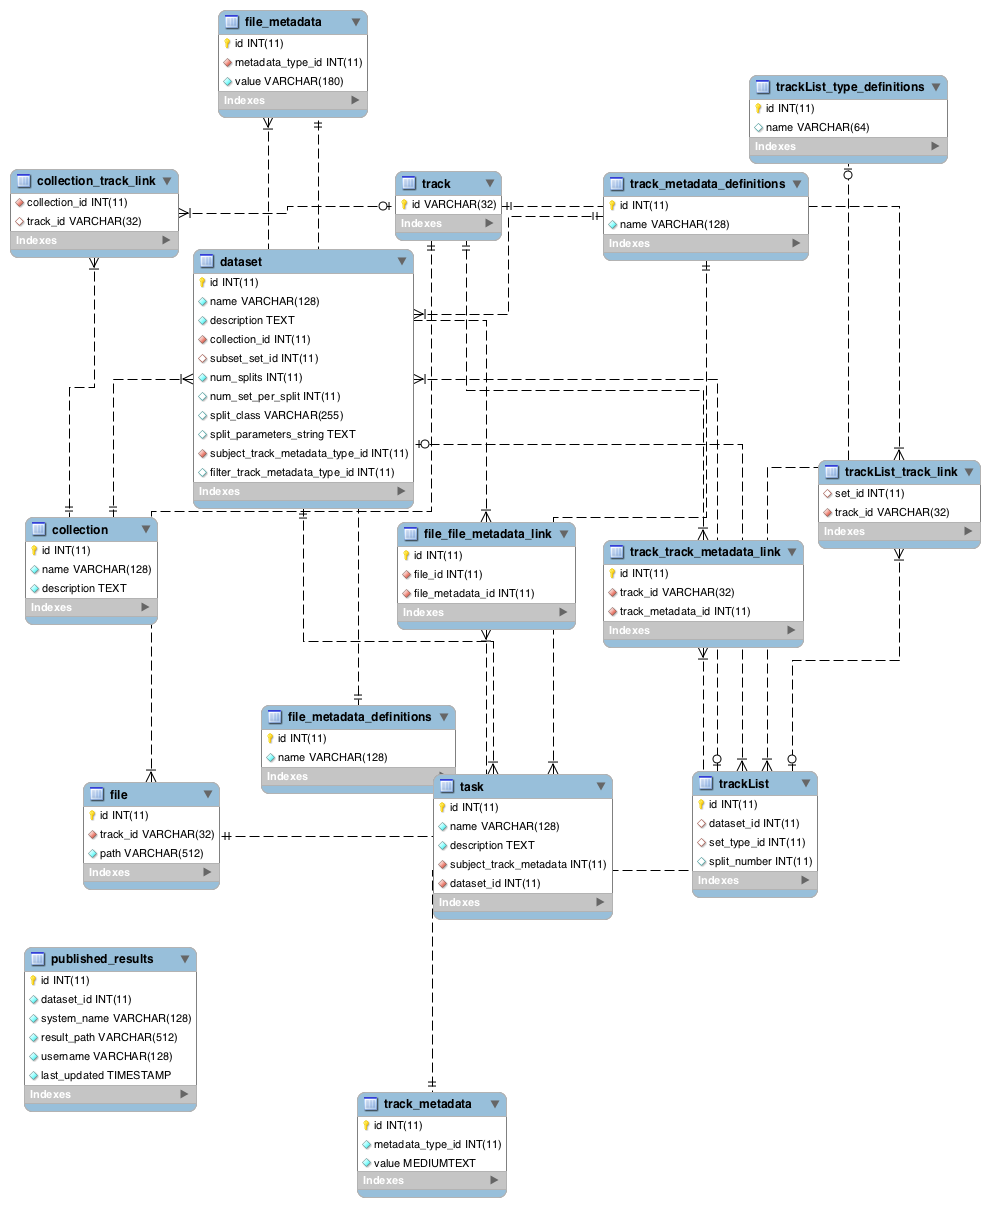 file_metadata
id INT(11)
metadata_type_id INT(11)
value VARCHAR(180)
Indexes
trackList_type_definitions
id INT(11)
name VARCHAR(64)
Indexes
collection_track_link
collection_id INT(11)
track_id VARCHAR(32)
Indexes
track
id VARCHAR(32)
Indexes
track_metadata_definitions
id INT(11)
name VARCHAR(128)
Indexes
dataset
id INT(11)
name VARCHAR(128)
description TEXT
collection_id INT(11)
subset_set_id INT(11)
num_splits INT(11)
num_set_per_split INT(11)
split_class VARCHAR(255)
split_parameters_string TEXT
subject_track_metadata_type_id INT(11)
filter_track_metadata_type_id INT(11)
Indexes
trackList_track_link
set_id INT(11)
track_id VARCHAR(32)
Indexes
collection
id INT(11)
name VARCHAR(128)
description TEXT
Indexes
file_file_metadata_link
id INT(11)
file_id INT(11)
file_metadata_id INT(11)
Indexes
track_track_metadata_link
id INT(11)
track_id VARCHAR(32)
track_metadata_id INT(11)
Indexes
file_metadata_definitions
id INT(11)
name VARCHAR(128)
Indexes
file
id INT(11)
track_id VARCHAR(32)
path VARCHAR(512)
Indexes
task
id INT(11)
name VARCHAR(128)
description TEXT
subject_track_metadata INT(11)
dataset_id INT(11)
Indexes
trackList
id INT(11)
dataset_id INT(11)
set_type_id INT(11)
split_number INT(11)
Indexes
published_results
id INT(11)
dataset_id INT(11)
system_name VARCHAR(128)
result_path VARCHAR(512)
username VARCHAR(128)
last_updated TIMESTAMP
Indexes
track_metadata
id INT(11)
metadata_type_id INT(11)
value MEDIUMTEXT
Indexes